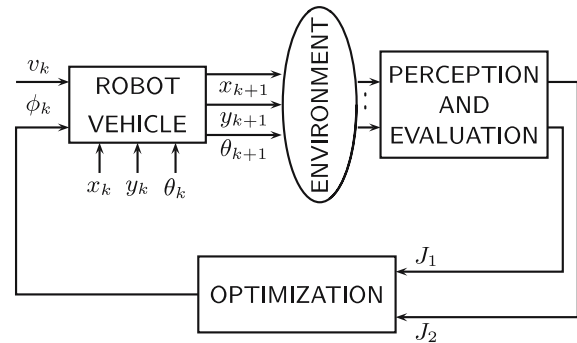 v_k
ϕ_k
ROBOT
VEHICLE
x_k
y_k
θ_k
x_{k+1}
y_{k+1}
θ_{k+1}
ENVIRONMENT
PERCEPTION
AND
EVALUATION
J_1
OPTIMIZATION
J_2